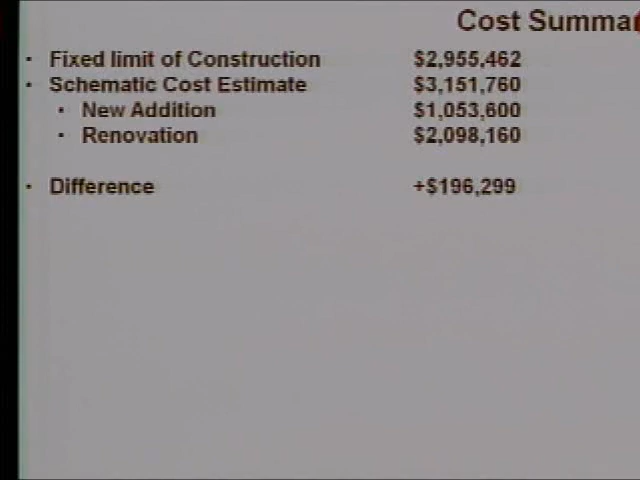 Cost Summa
· Fixed limit of Construction $2,955,462
· Schematic Cost Estimate $3,151,760
· New Addition $1,053,600
· Renovation $2,098,160
· Difference +$196,299